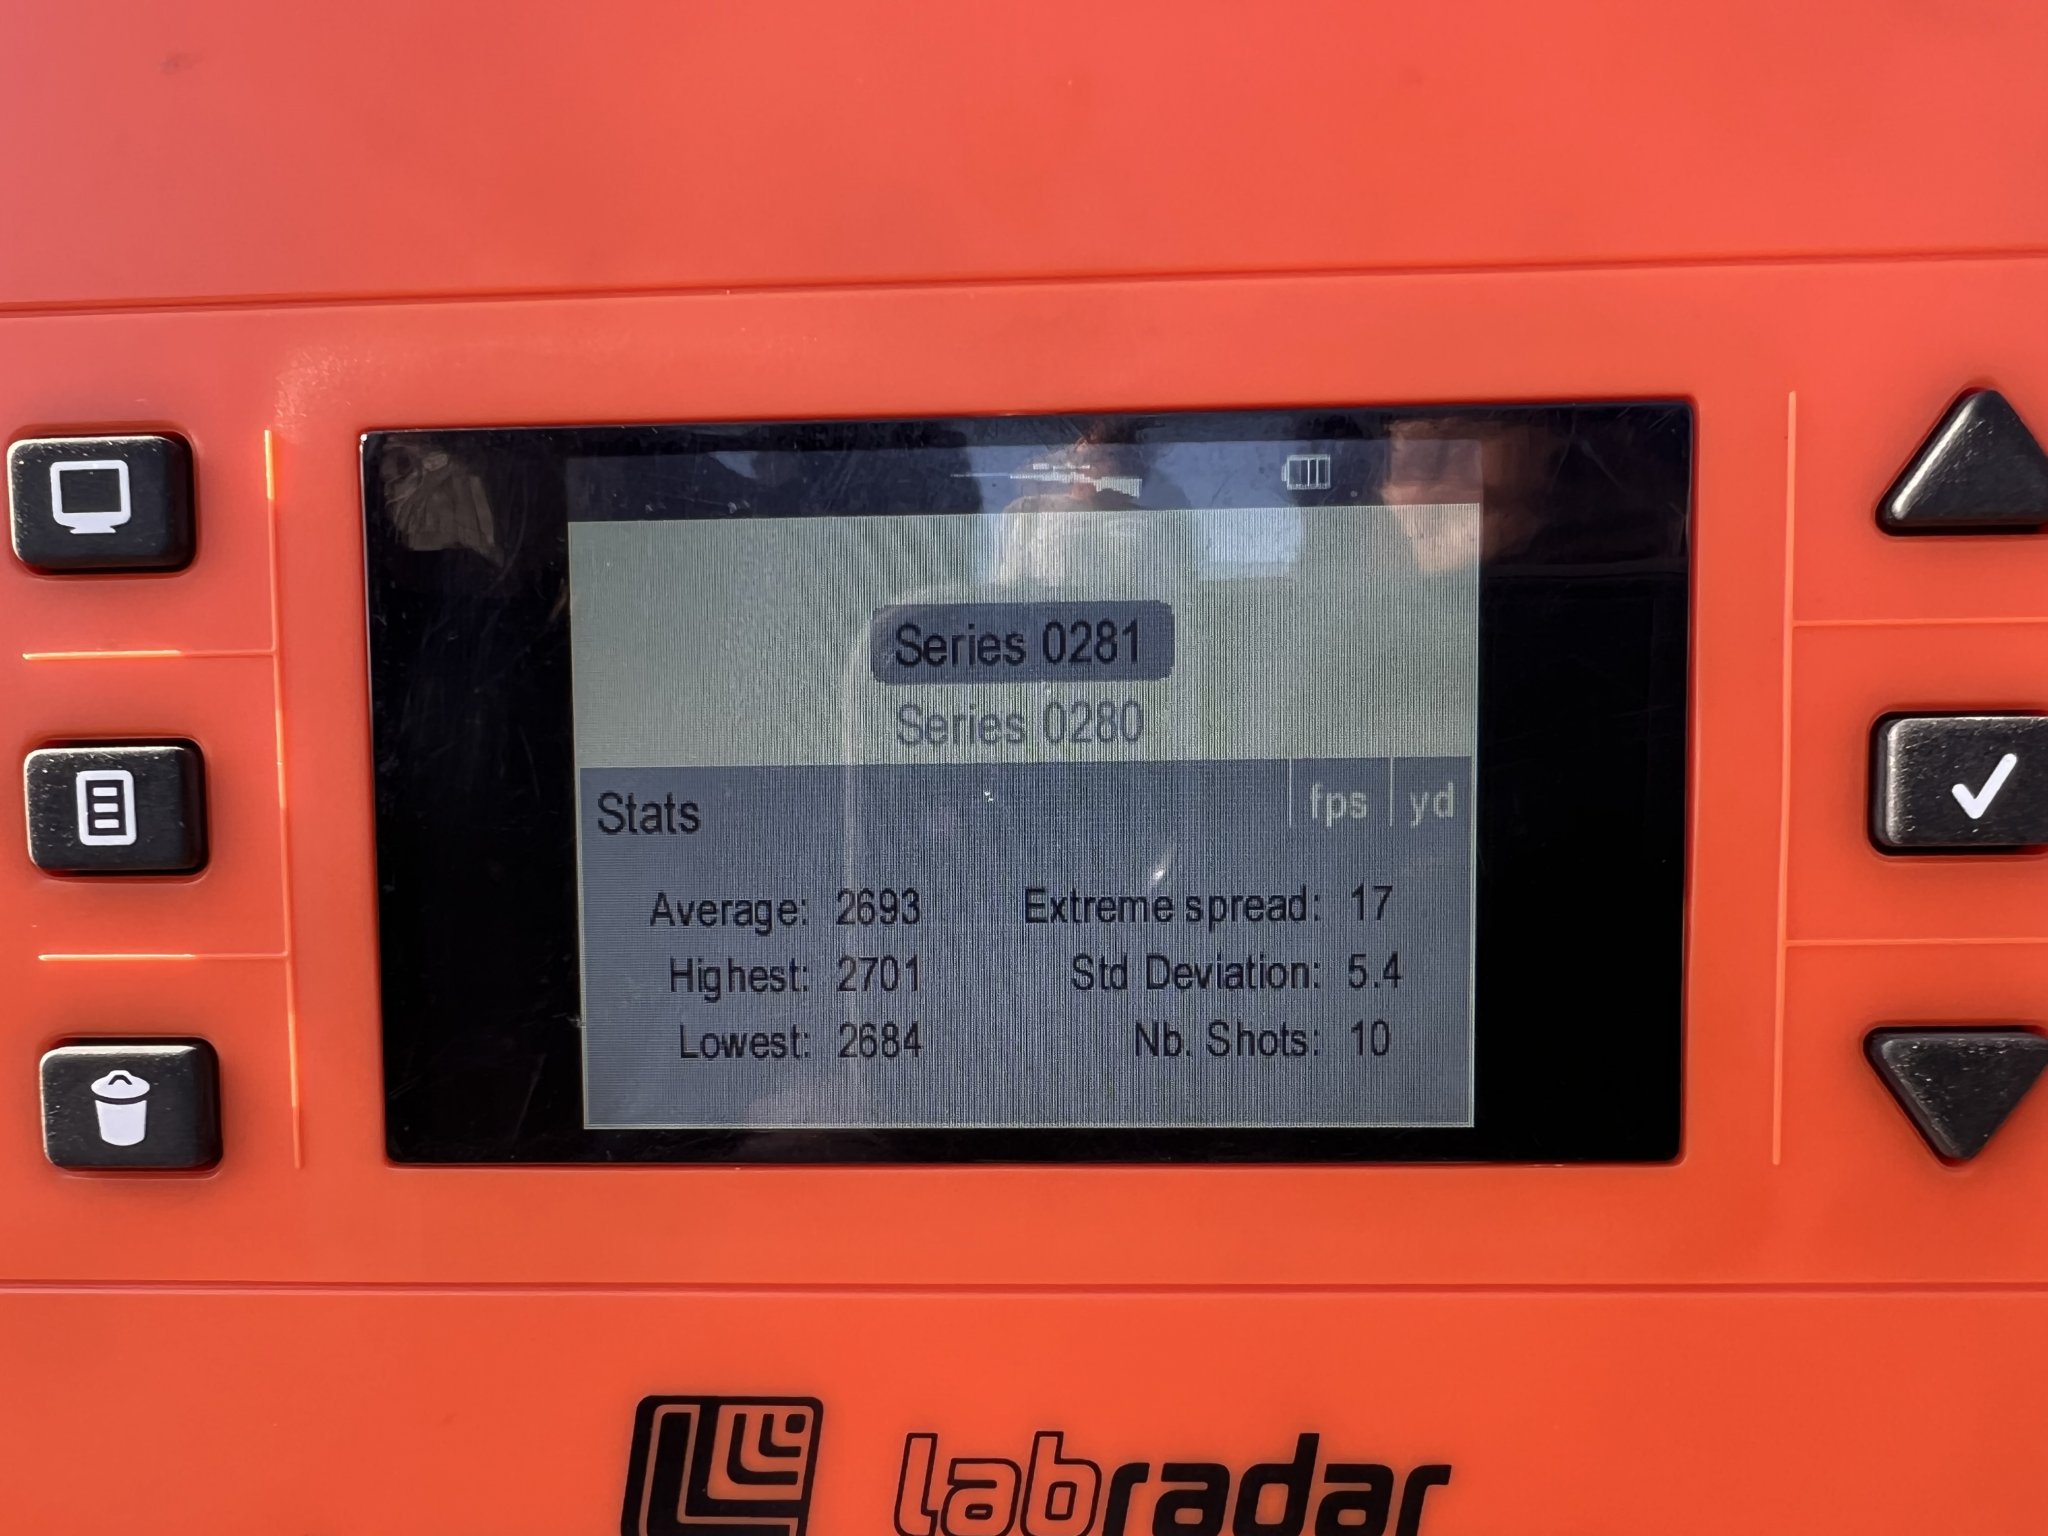 Series 0281
Series 0280
Stats fps yd
Average: 2693 Extreme spread: 17
Highest: 2701 Std Deviation: 5.4
Lowest: 2684 Nb. Shots: 10
labradar